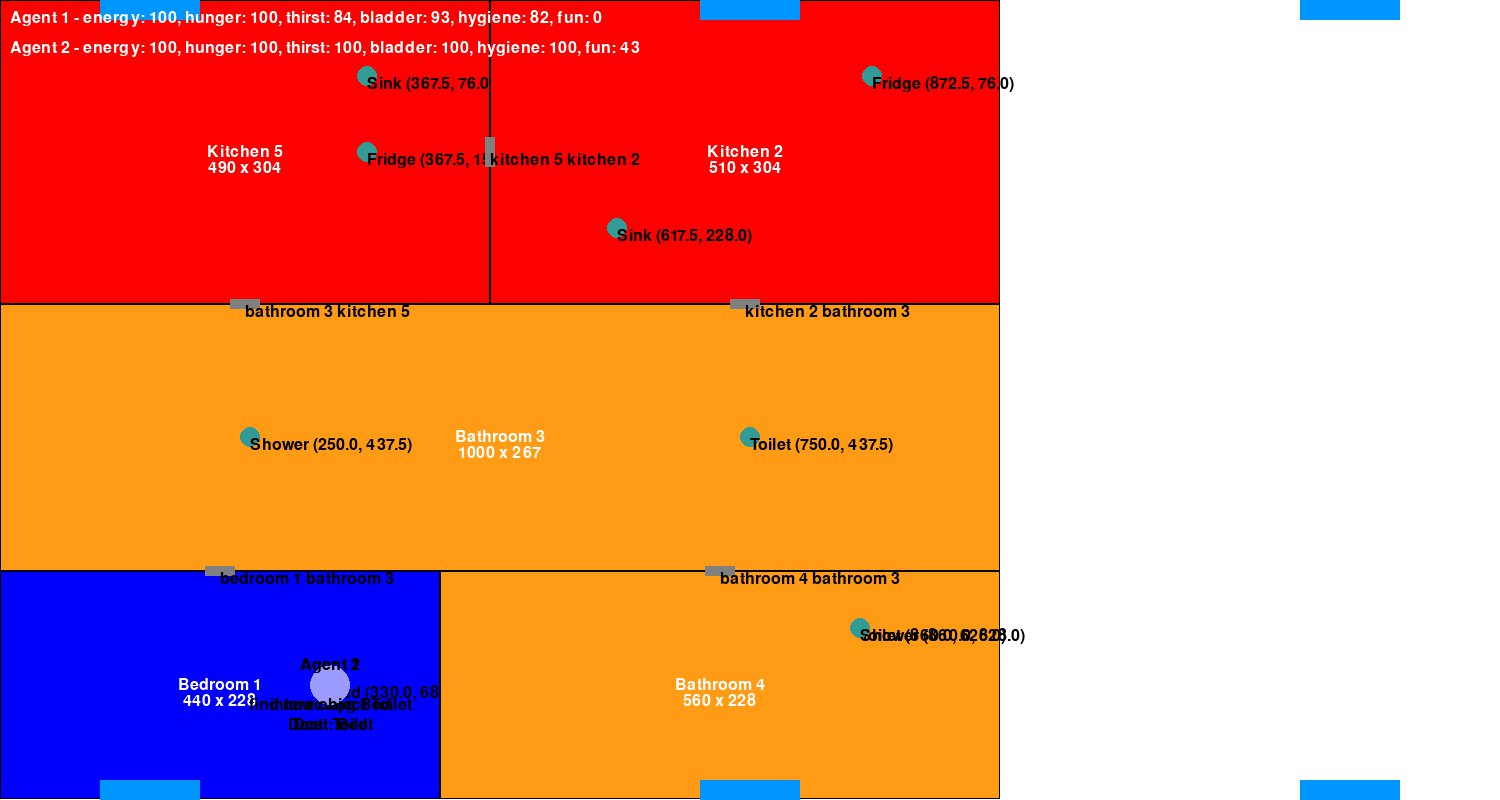 Agent 1 - energy: 100, hunger: 100, thirst: 84, bladder: 93, hygiene: 82, fun: 0
Agent 2 - energy: 100, hunger: 100, thirst: 100, bladder: 100, hygiene: 100, fun: 43
Sink (367.5, 76.0
Fridge (872.5, 76.0)
Kitchen 5
490 x 304
Fridge (367.5, 1
kitchen 5 kitchen 2
Kitchen 2
510 x 304
Sink (617.5, 228.0)
bathroom 3 kitchen 5
kitchen 2 bathroom 3
Shower (250.0, 437.5)
Bathroom 3
1000 x 267
Toilet (750.0, 437.5)
bedroom 1 bathroom 3
bathroom 4 bathroom 3
Agent
Bedroom 1
440 x 228
(330.0, 68
Bathroom 4
560 x 228